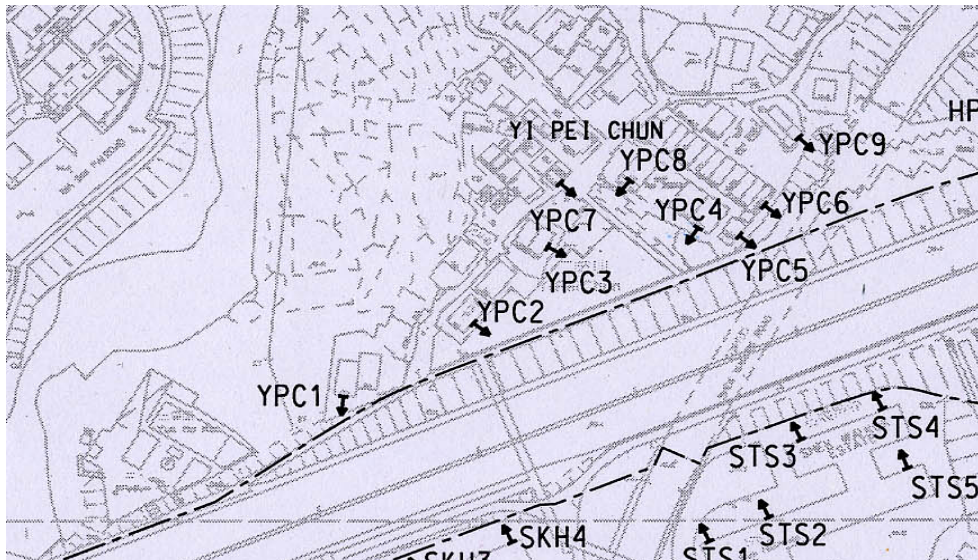 HP
YI PEI CHUN
YPC9
YPC8
YPC7
YPC4
YPC6
YPC3
YPC5
YPC2
YPC1
STS3
STS4
STS5
STS2
SKH4
STS1
SKH3